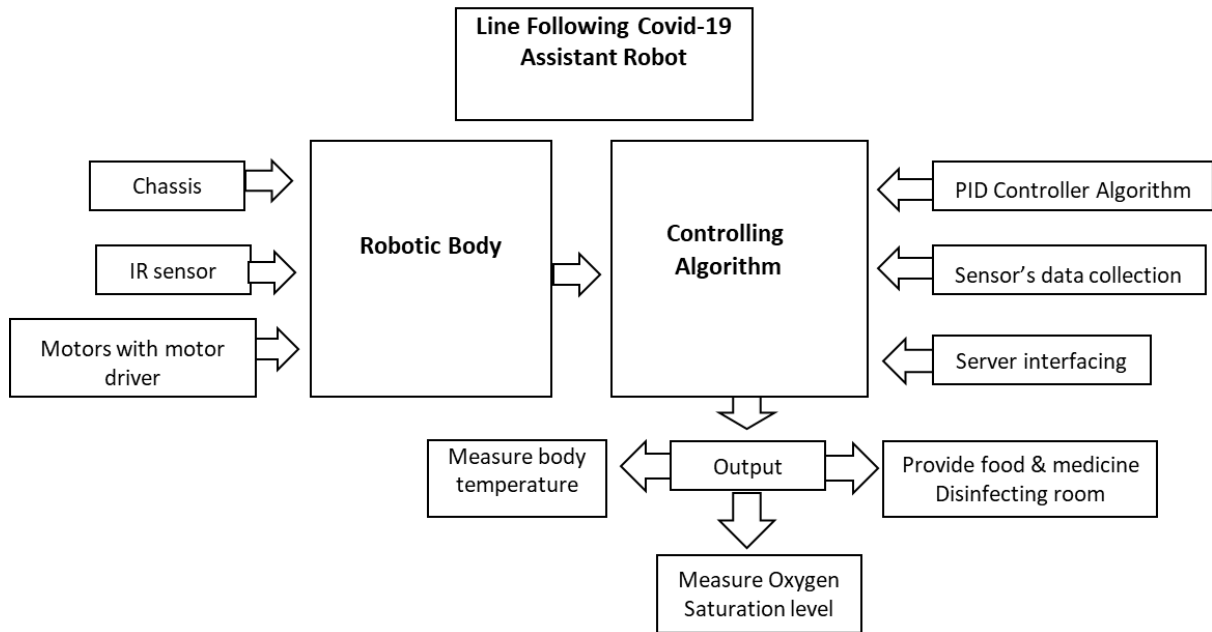 Line Following Covid-19
Assistant Robot
Chassis
IR sensor
Motors with motor
driver
Robotic Body
Controlling
Algorithm
PID Controller Algorithm
Sensor’s data collection
Server interfacing
Measure body
temperature
Output
Provide food & medicine
Disinfecting room
Measure Oxygen
Saturation level